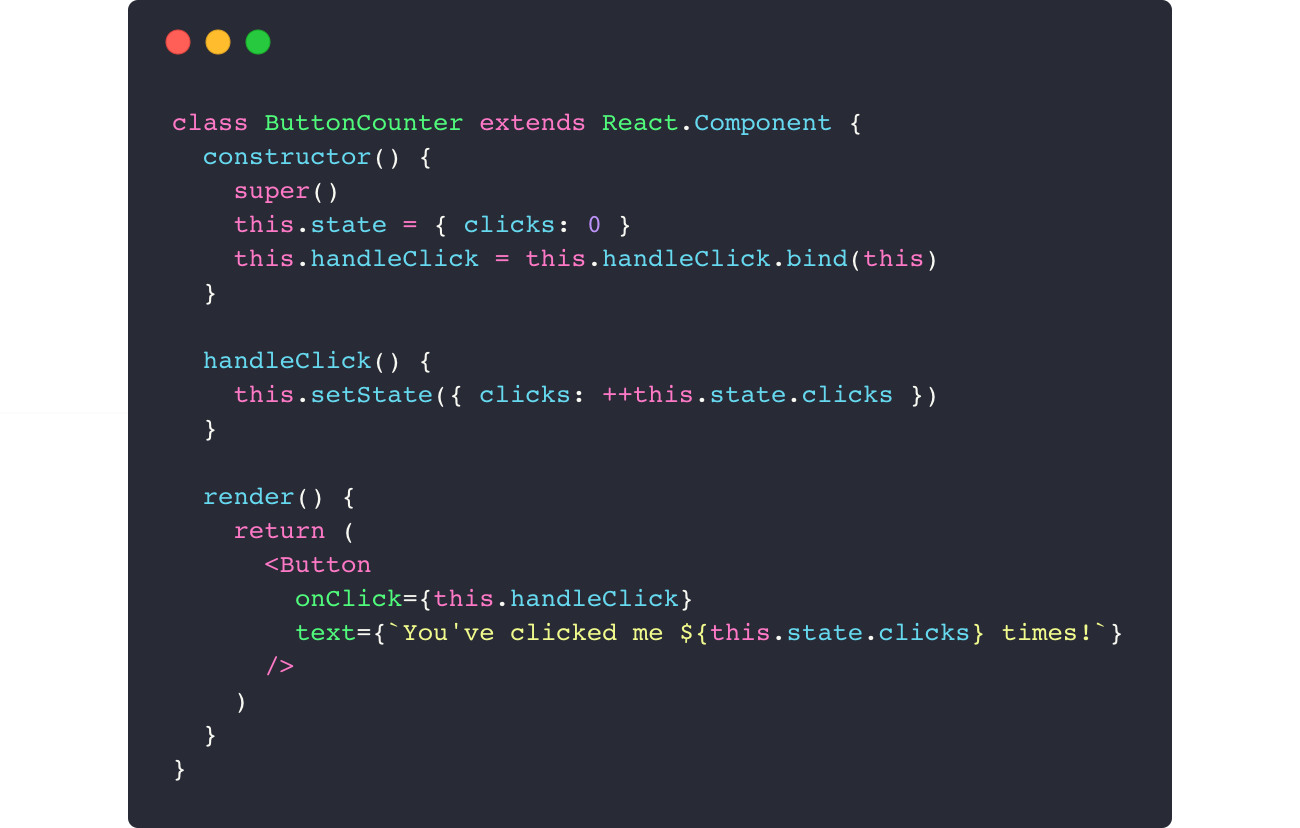 class ButtonCounter extends React.Component {
  constructor() {
    super()
    this.state = { clicks: 0 }
    this.handleClick = this.handleClick.bind(this)
  }

  handleClick() {
    this.setState({ clicks: ++this.state.clicks })
  }

  render() {
    return (
      <Button
        onClick={this.handleClick}
        text={`You've clicked me ${this.state.clicks} times!`}
      />
    )
  }
}